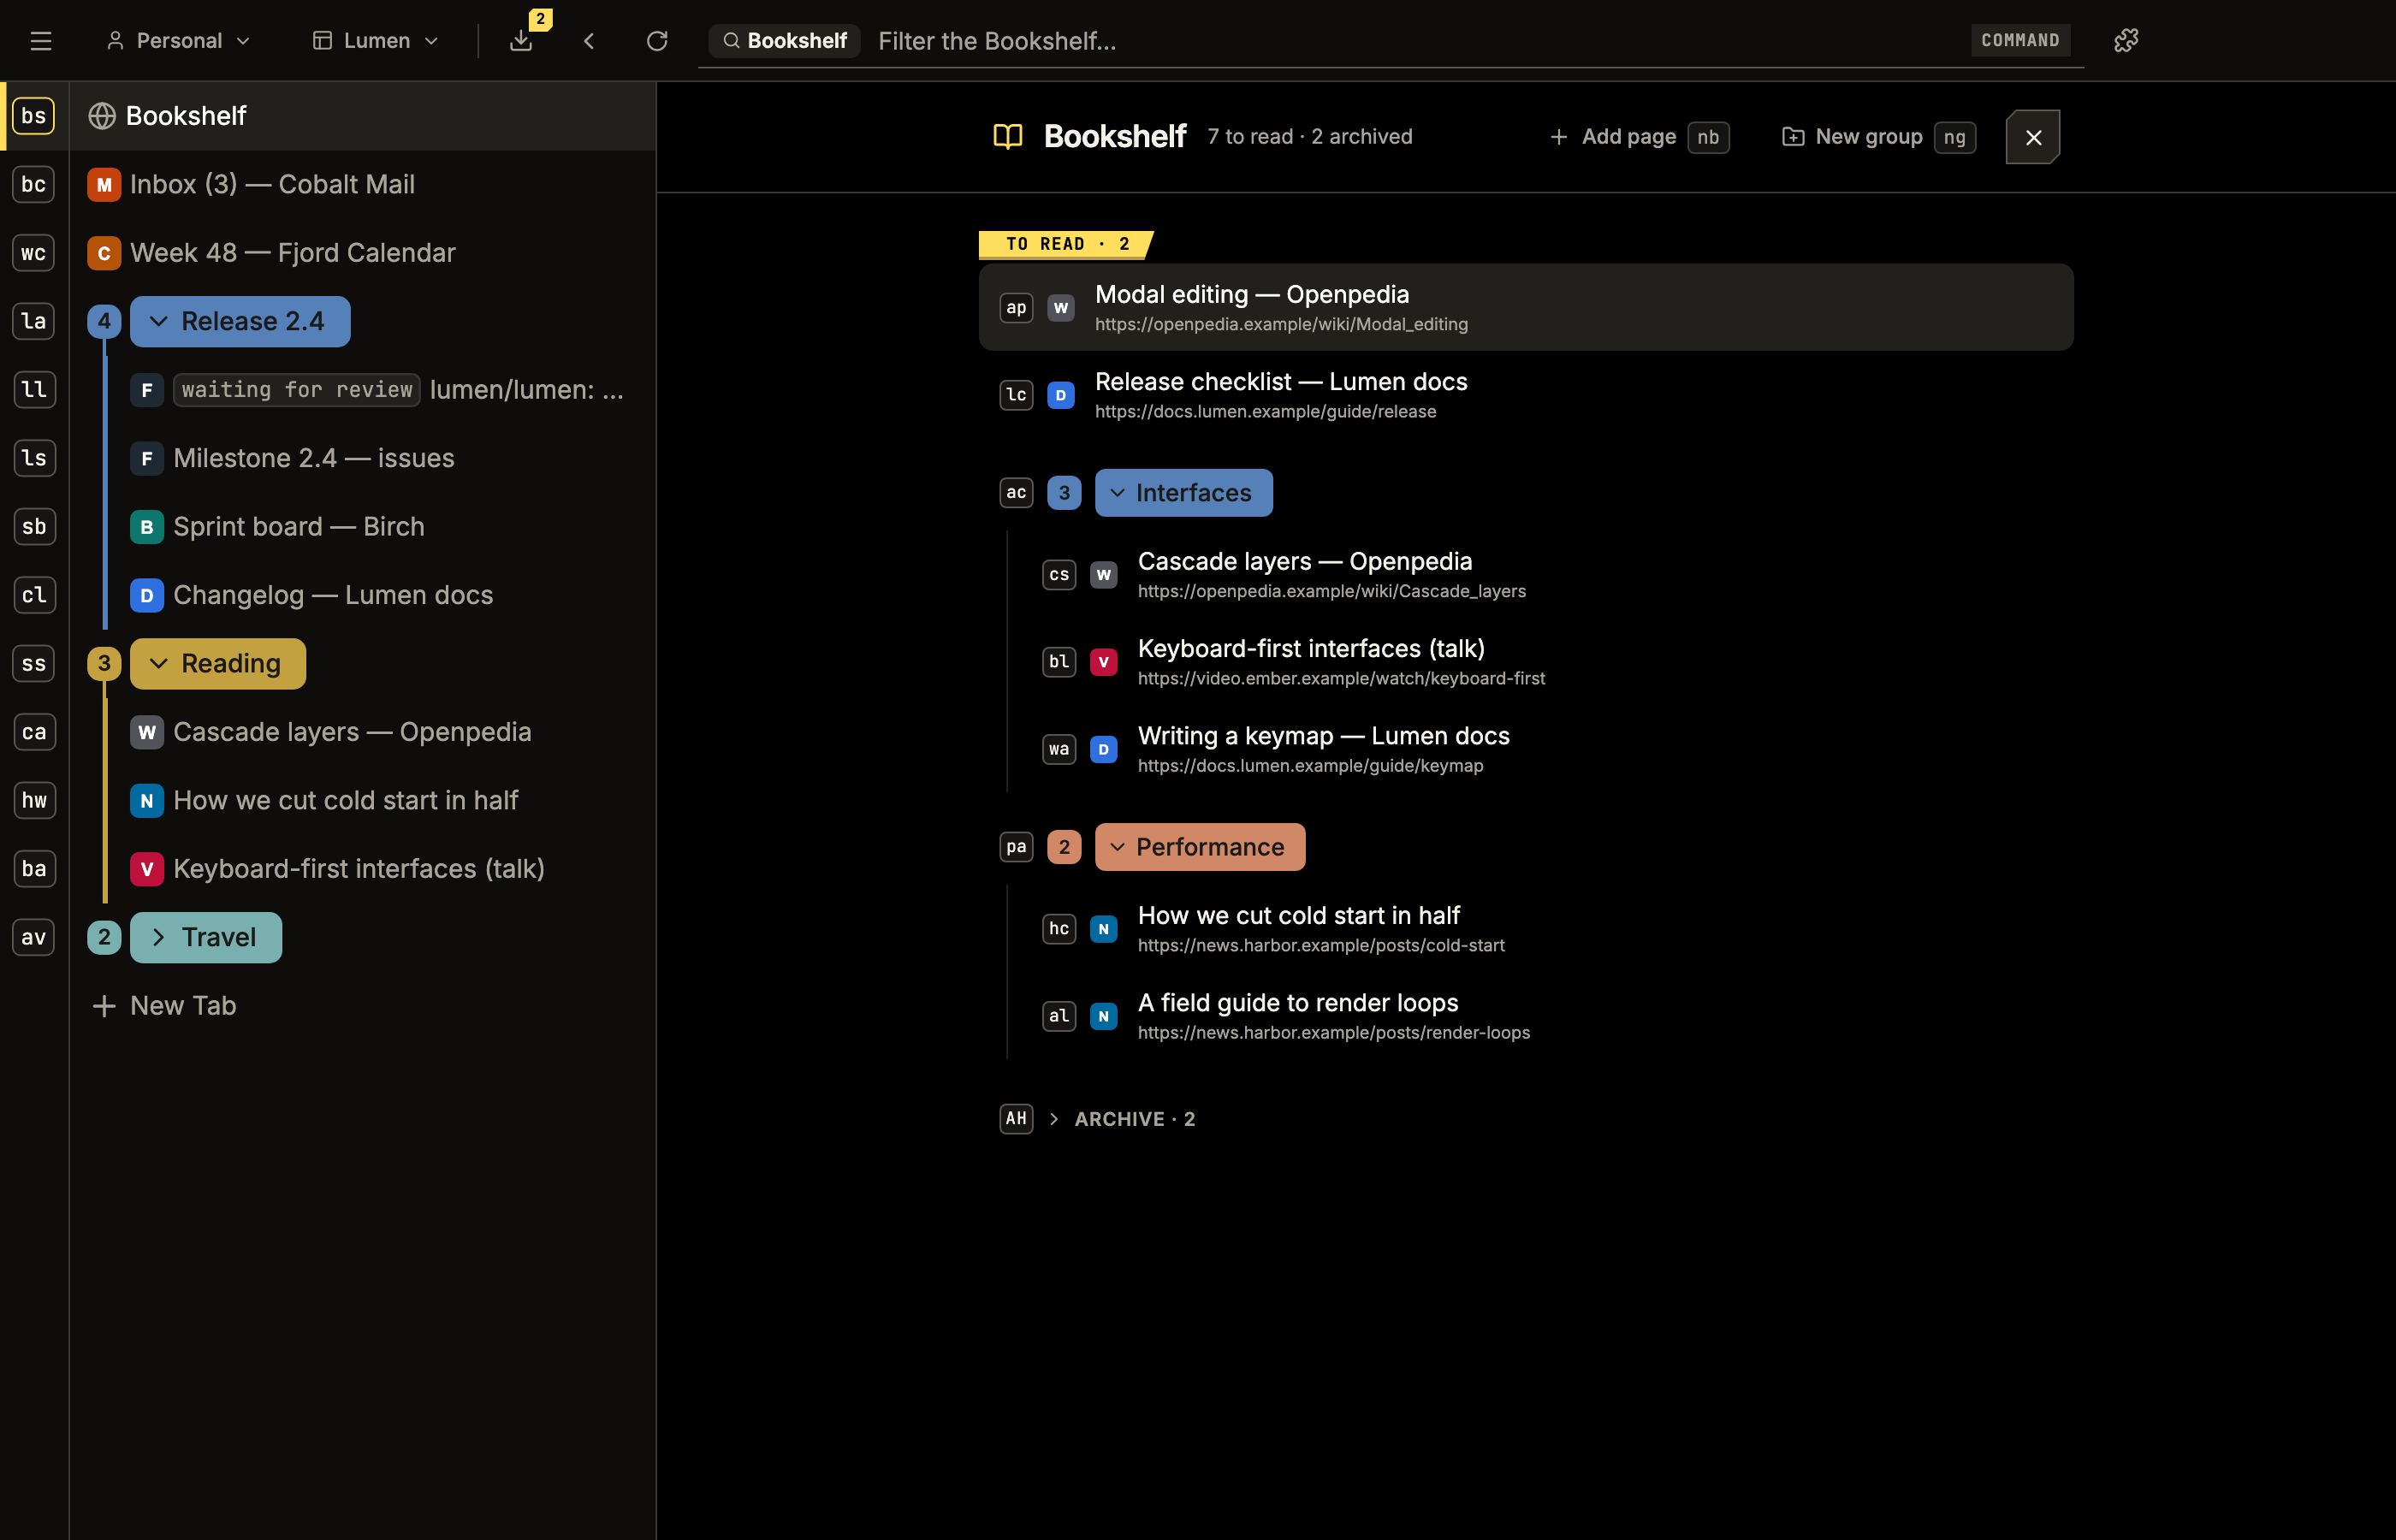 Personal
Lumen
2
Bookshelf
Filter the Bookshelf...
COMMAND
bs Bookshelf
bc M Inbox (3) — Cobalt Mail
wc C Week 48 — Fjord Calendar
la 4 Release 2.4
ll F waiting for review lumen/lumen: ...
ls F Milestone 2.4 — issues
sb B Sprint board — Birch
cl D Changelog — Lumen docs
ss 3 Reading
ca W Cascade layers — Openpedia
hw N How we cut cold start in half
ba V Keyboard-first interfaces (talk)
av 2 Travel
New Tab
Bookshelf 7 to read · 2 archived
Add page nb
New group ng
TO READ · 2
ap W Modal editing — Openpedia
https://openpedia.example/wiki/Modal_editing
lc D Release checklist — Lumen docs
https://docs.lumen.example/guide/release
ac 3 Interfaces
cs W Cascade layers — Openpedia
https://openpedia.example/wiki/Cascade_layers
bl V Keyboard-first interfaces (talk)
https://video.ember.example/watch/keyboard-first
wa D Writing a keymap — Lumen docs
https://docs.lumen.example/guide/keymap
pa 2 Performance
hc N How we cut cold start in half
https://news.harbor.example/posts/cold-start
al N A field guide to render loops
https://news.harbor.example/posts/render-loops
AH ARCHIVE · 2